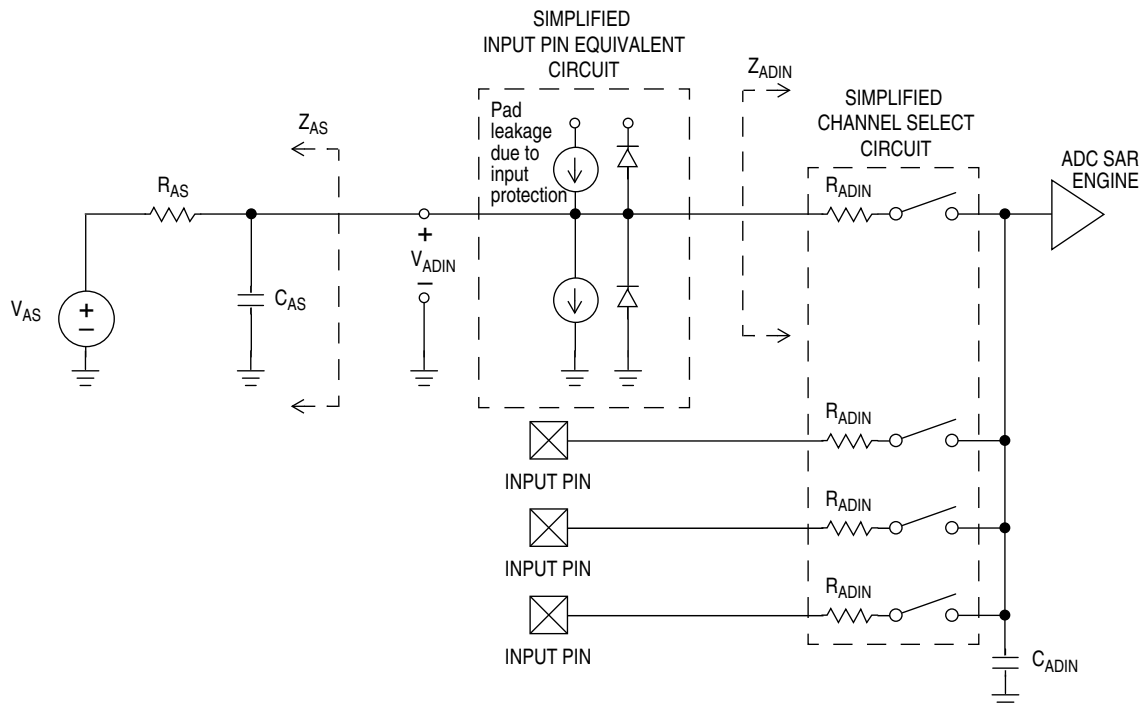 SIMPLIFIED
INPUT PIN EQUIVALENT
CIRCUIT
Z_ADIN
SIMPLIFIED
CHANNEL SELECT
CIRCUIT
Pad
leakage
due to
input
protection
Z_AS
ADC SAR
ENGINE
R_AS
R_ADIN
+
V_ADIN
–
C_AS
V_AS
+
–
R_ADIN
INPUT PIN
R_ADIN
INPUT PIN
R_ADIN
INPUT PIN
C_ADIN